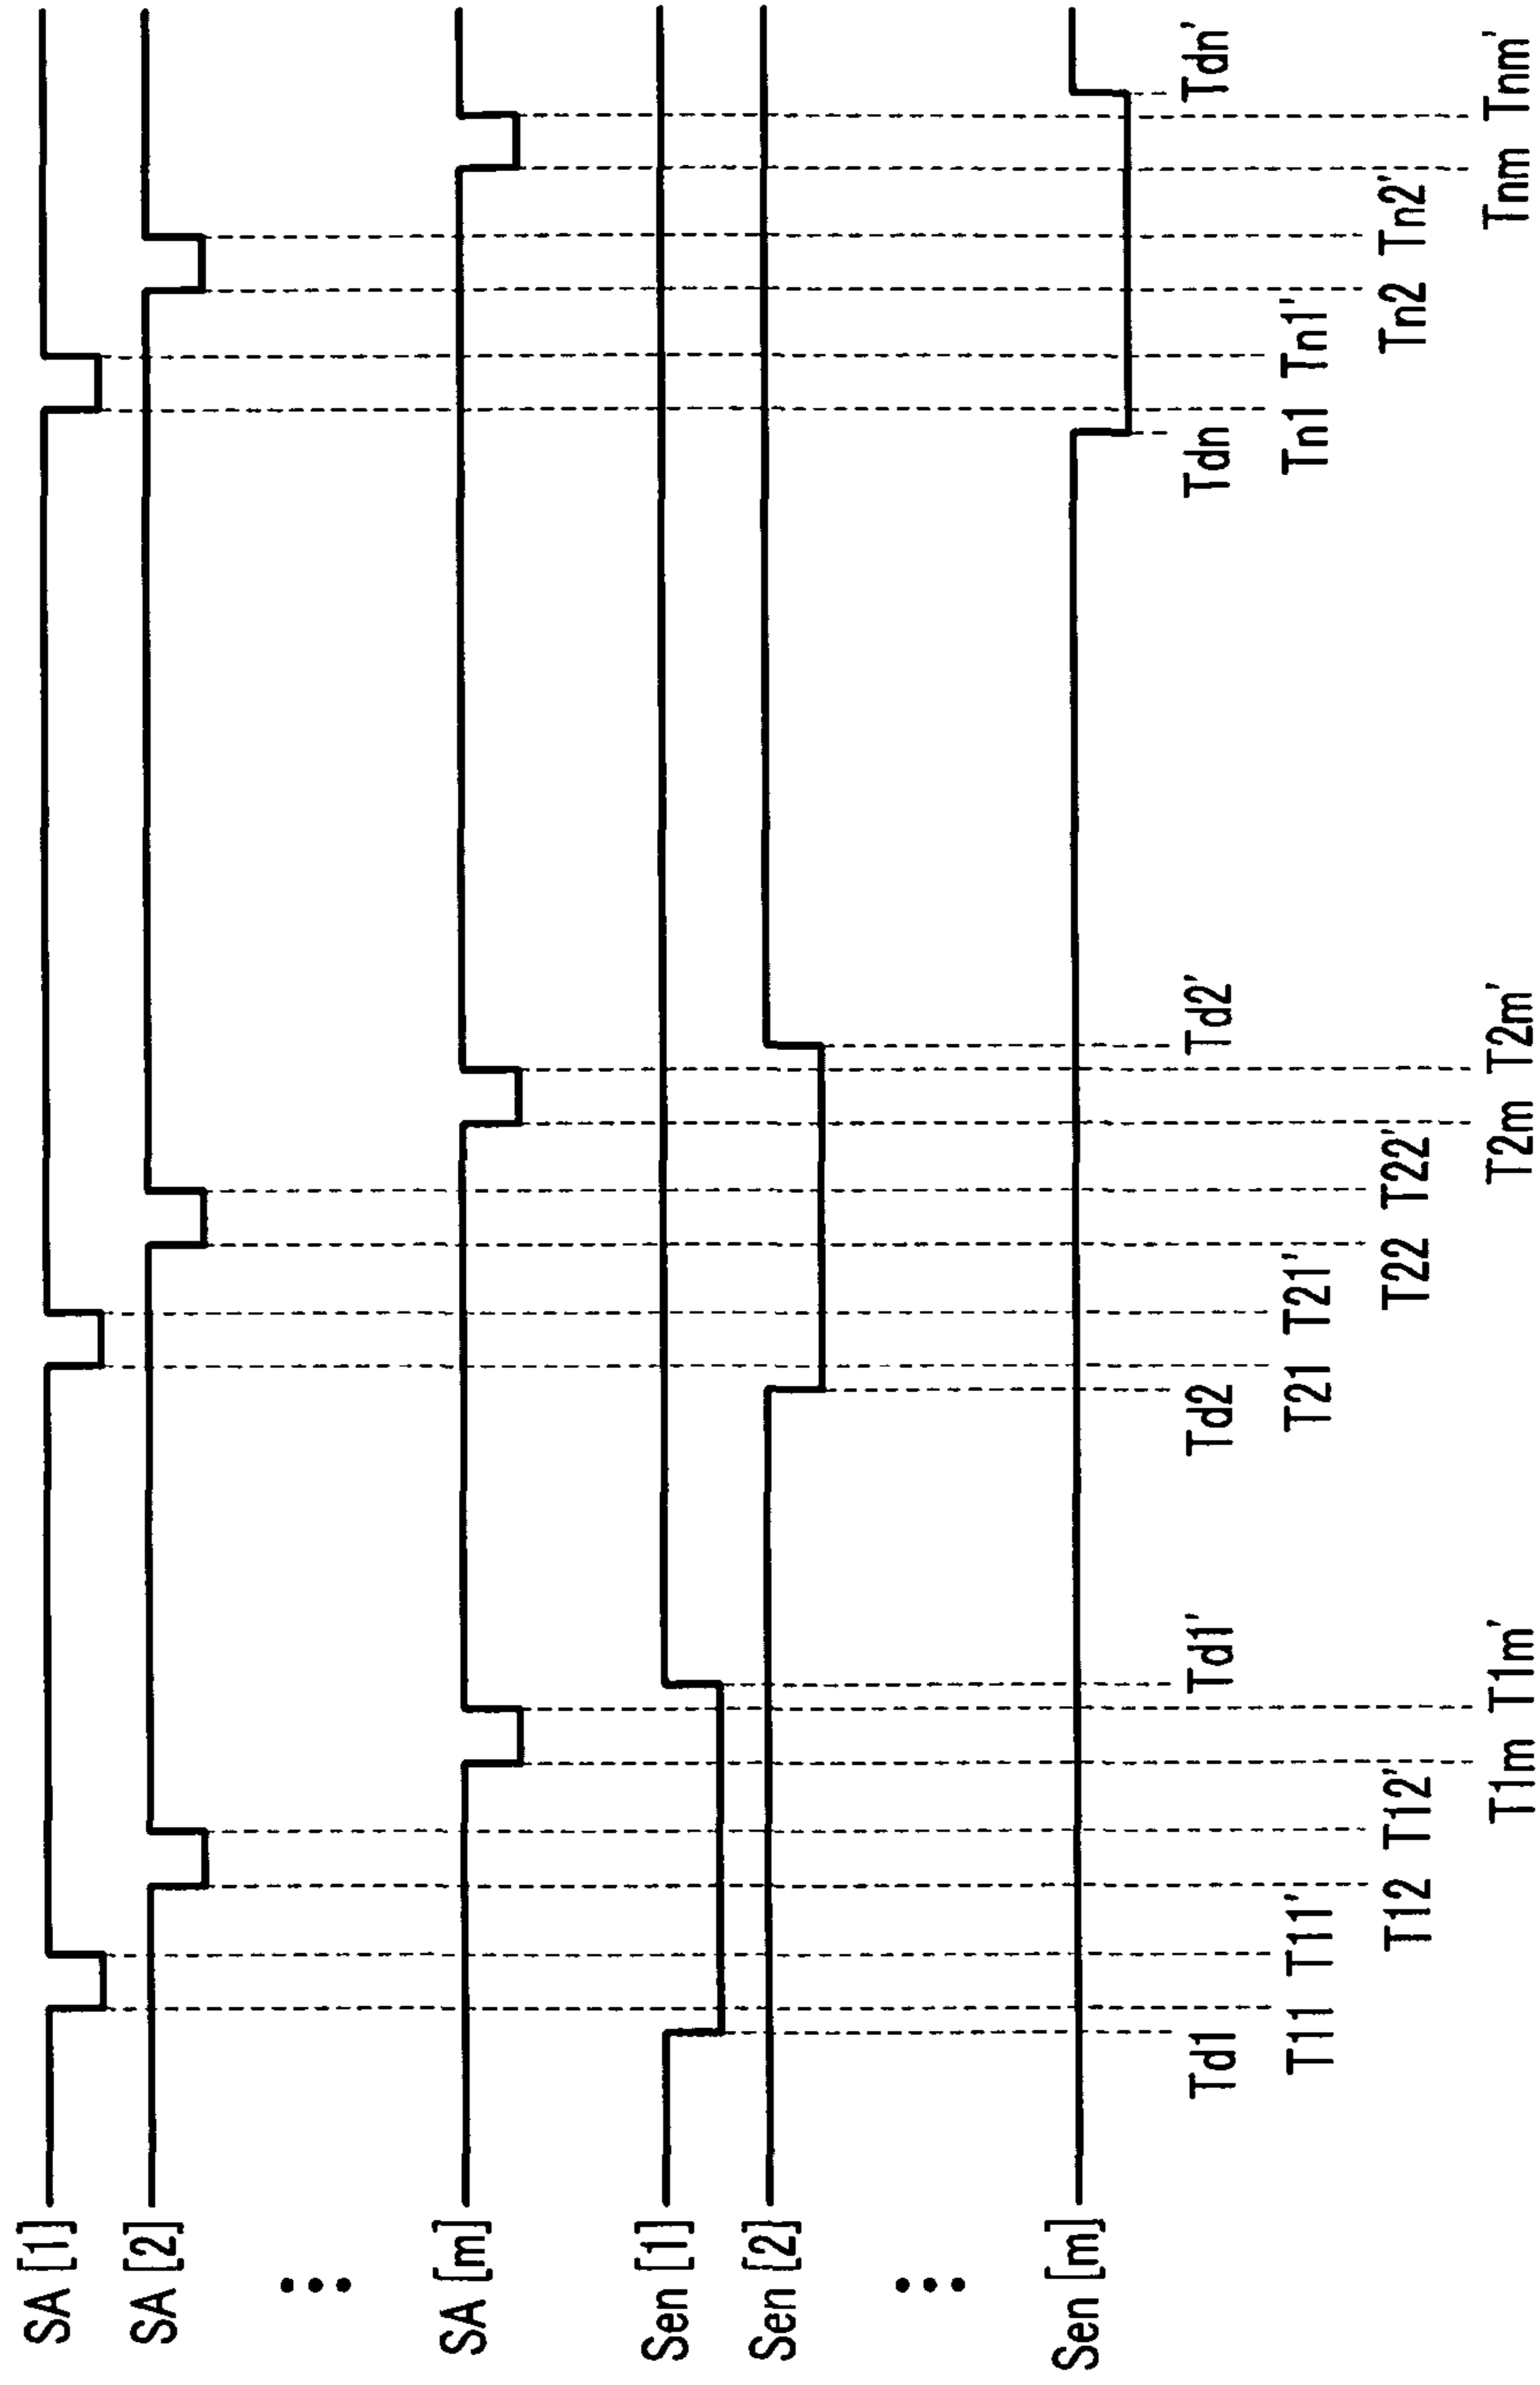 SA [1]
SA [2]
SA [m]
Sen [1]
Sen [2]
Sen [m]
Td1 Td1' Td2 Td2' Tdn Tdn'
T11 T11' T21 T21' Tn1 Tn1'
T12 T12' T22 T22' Tn2 Tn2'
T1m T1m' T2m T2m' Tnm Tnm'